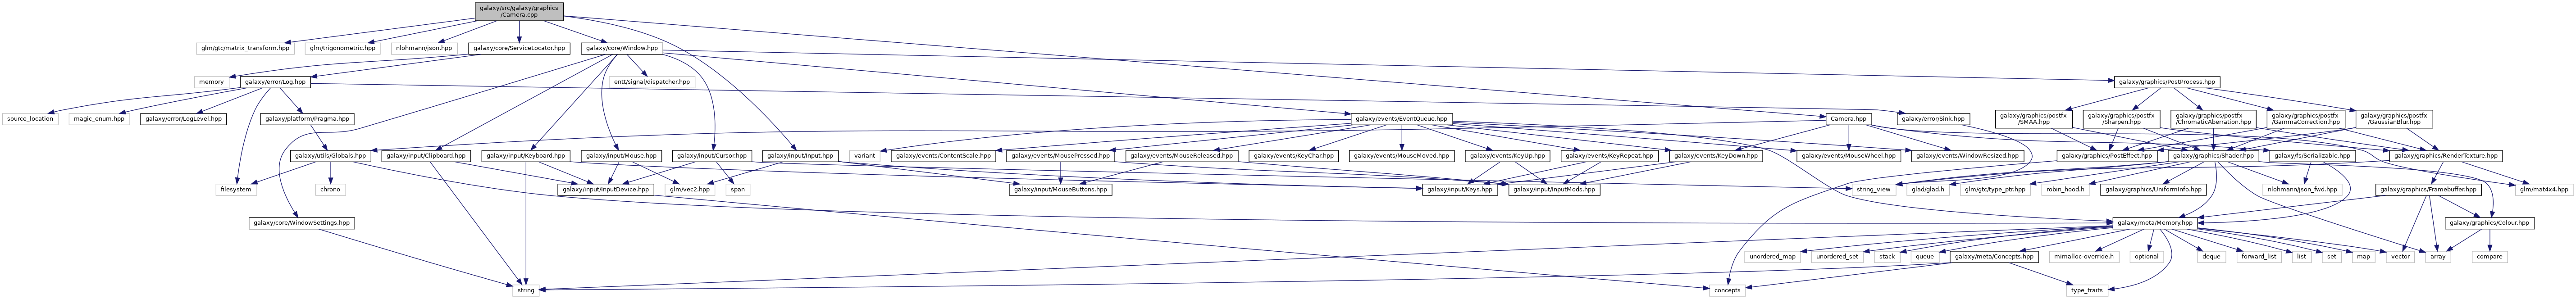 galaxy/src/galaxy/graphics
/Camera.cpp
glm/gtc/matrix_transform.hpp
glm/trigonometric.hpp
nlohmann/json.hpp
galaxy/core/ServiceLocator.hpp
galaxy/core/Window.hpp
memory
galaxy/error/Log.hpp
entt/signal/dispatcher.hpp
galaxy/graphics/PostProcess.hpp
source_location
magic_enum.hpp
galaxy/error/LogLevel.hpp
galaxy/platform/Pragma.hpp
galaxy/events/EventQueue.hpp
Camera.hpp
galaxy/error/Sink.hpp
galaxy/graphics/postfx
/SMAA.hpp
galaxy/graphics/postfx
/Sharpen.hpp
galaxy/graphics/postfx
/ChromaticAberration.hpp
galaxy/graphics/postfx
/GammaCorrection.hpp
galaxy/graphics/postfx
/GaussianBlur.hpp
galaxy/utils/Globals.hpp
galaxy/input/Clipboard.hpp
galaxy/input/Keyboard.hpp
galaxy/input/Mouse.hpp
galaxy/input/Cursor.hpp
galaxy/input/Input.hpp
variant
galaxy/events/ContentScale.hpp
galaxy/events/MousePressed.hpp
galaxy/events/MouseReleased.hpp
galaxy/events/KeyChar.hpp
galaxy/events/MouseMoved.hpp
galaxy/events/KeyUp.hpp
galaxy/events/KeyRepeat.hpp
galaxy/events/KeyDown.hpp
galaxy/events/MouseWheel.hpp
galaxy/events/WindowResized.hpp
galaxy/graphics/PostEffect.hpp
galaxy/graphics/Shader.hpp
galaxy/fs/Serializable.hpp
galaxy/graphics/RenderTexture.hpp
filesystem
chrono
galaxy/input/InputDevice.hpp
glm/vec2.hpp
span
galaxy/input/MouseButtons.hpp
galaxy/input/Keys.hpp
galaxy/input/InputMods.hpp
string_view
glad/glad.h
glm/gtc/type_ptr.hpp
robin_hood.h
galaxy/graphics/UniformInfo.hpp
nlohmann/json_fwd.hpp
galaxy/graphics/Framebuffer.hpp
glm/mat4x4.hpp
galaxy/core/WindowSettings.hpp
galaxy/meta/Memory.hpp
galaxy/graphics/Colour.hpp
unordered_map
unordered_set
stack
queue
galaxy/meta/Concepts.hpp
mimalloc-override.h
optional
deque
forward_list
list
set
map
vector
array
compare
string
concepts
type_traits